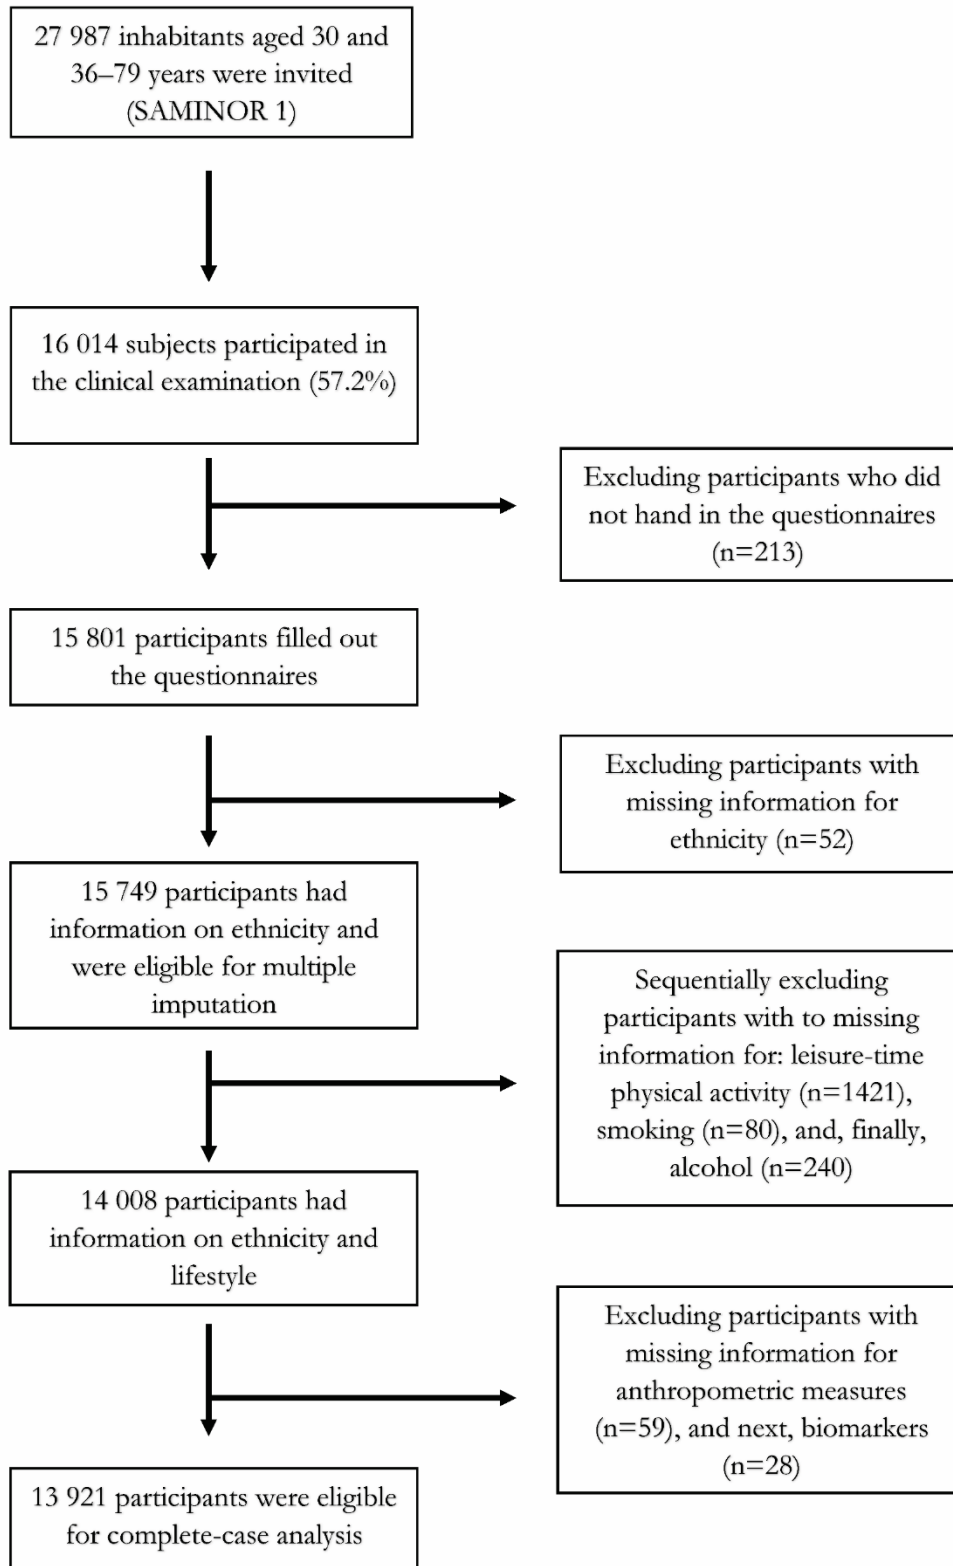 27 987 inhabitants aged 30 and
36–79 years were invited
(SAMINOR 1)
16 014 subjects participated in
the clinical examination (57.2%)
Excluding participants who did
not hand in the questionnaires
(n=213)
15 801 participants filled out
the questionnaires
Excluding participants with
missing information for
ethnicity (n=52)
15 749 participants had
information on ethnicity and
were eligible for multiple
imputation
Sequentially excluding
participants with to missing
information for: leisure-time
physical activity (n=1421),
smoking (n=80), and, finally,
alcohol (n=240)
14 008 participants had
information on ethnicity and
lifestyle
Excluding participants with
missing information for
anthropometric measures
(n=59), and next, biomarkers
(n=28)
13 921 participants were eligible
for complete-case analysis